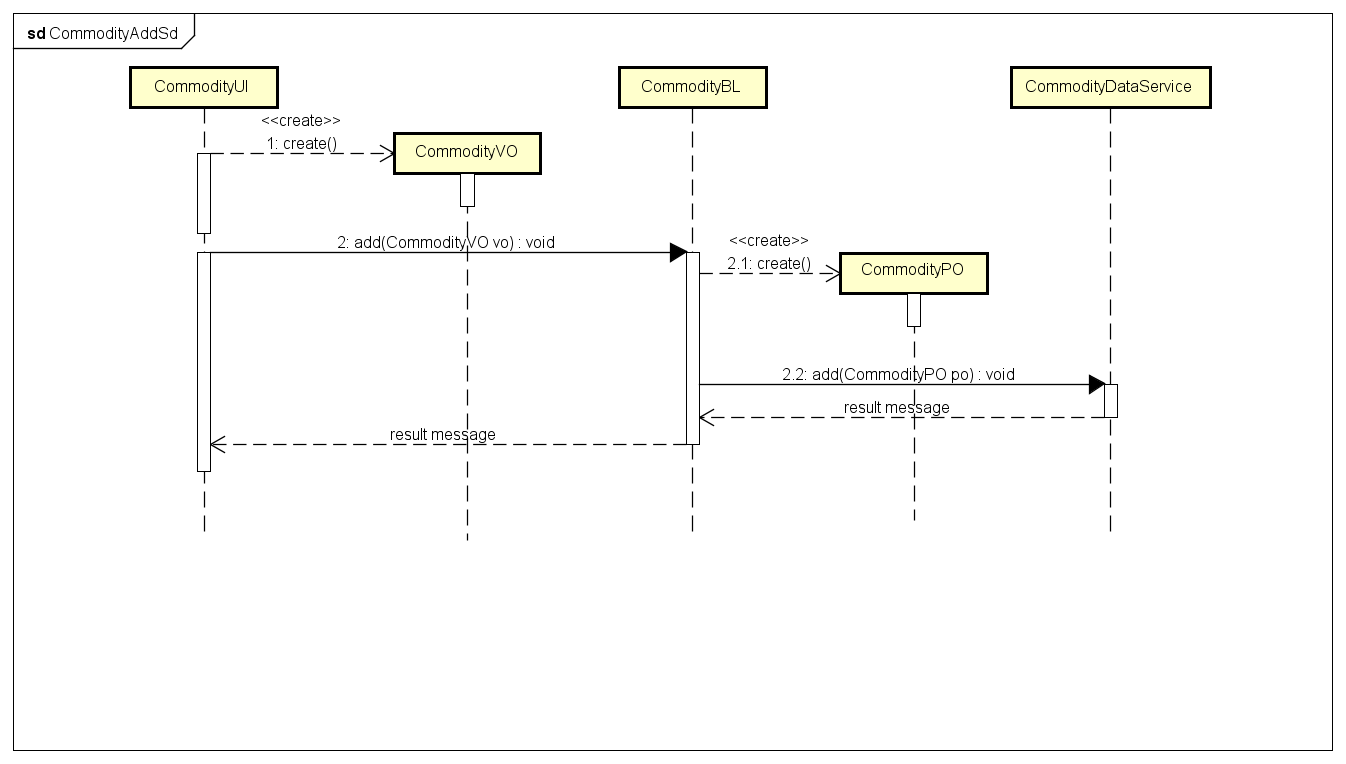 sd CommodityAddSd
CommodityUI
CommodityBL
CommodityDataService
<<create>>
1: create()
CommodityVO
2: add(CommodityVO vo) : void
<<create>>
2.1: create()
CommodityPO
2.2: add(CommodityPO po) : void
result message
result message